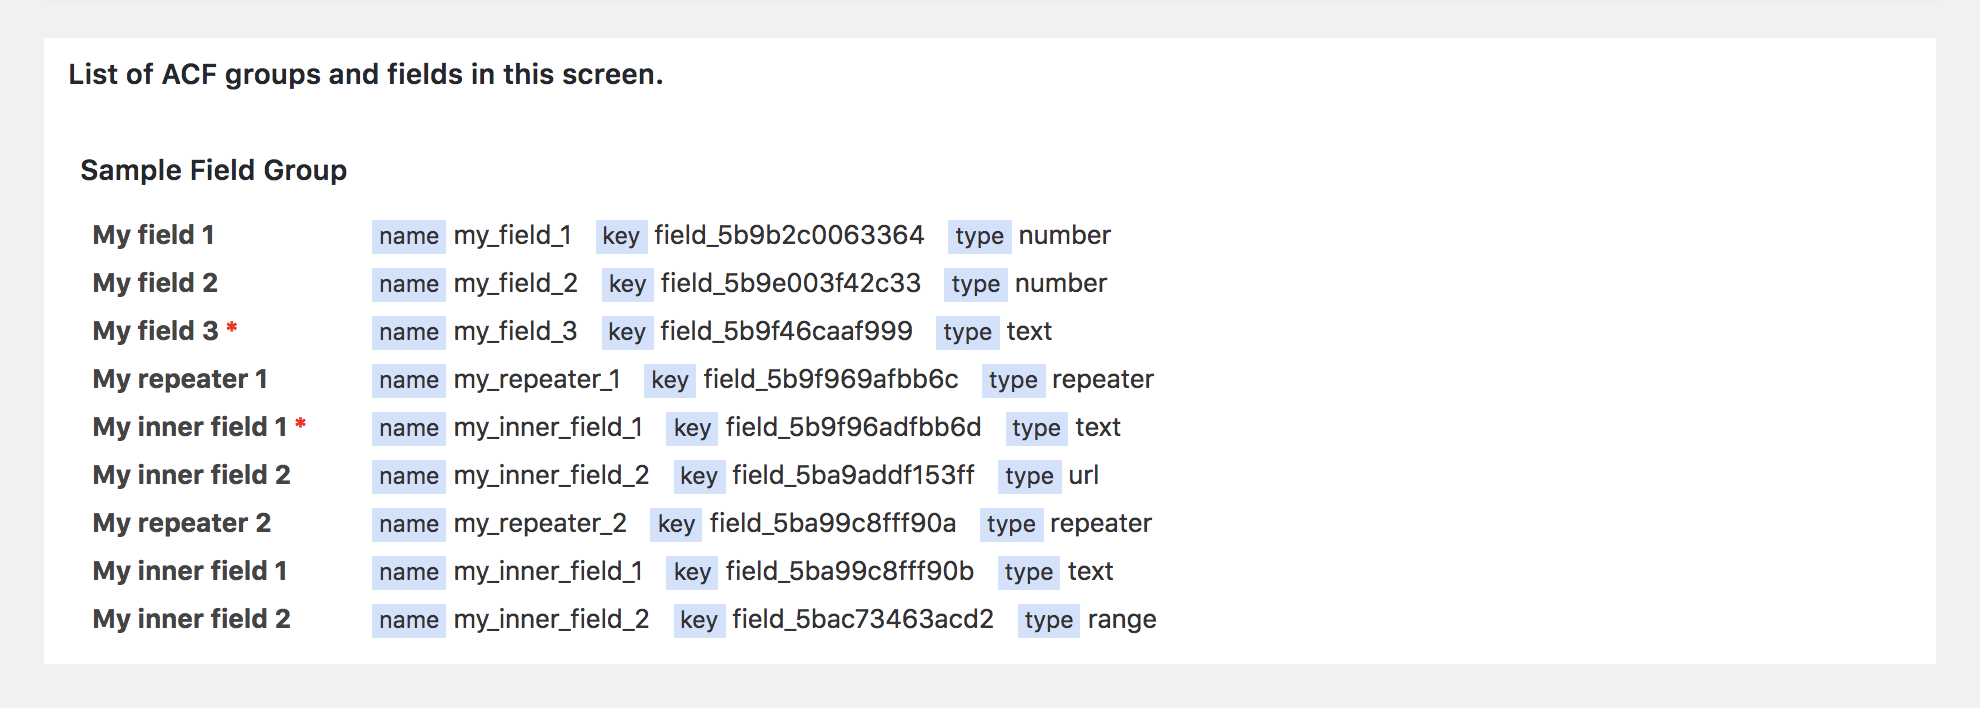 List of ACF groups and fields in this screen.
Sample Field Group
My field 1 name my_field_1 key field_5b9b2c0063364 type number
My field 2 name my_field_2 key field_5b9e003f42c33 type number
My field 3 * name my_field_3 key field_5b9f46caaf999 type text
My repeater 1 name my_repeater_1 key field_5b9f969afbb6c type repeater
My inner field 1 * name my_inner_field_1 key field_5b9f96adfbb6d type text
My inner field 2 name my_inner_field_2 key field_5ba9addf153ff type url
My repeater 2 name my_repeater_2 key field_5ba99c8fff90a type repeater
My inner field 1 name my_inner_field_1 key field_5ba99c8fff90b type text
My inner field 2 name my_inner_field_2 key field_5bac73463acd2 type range